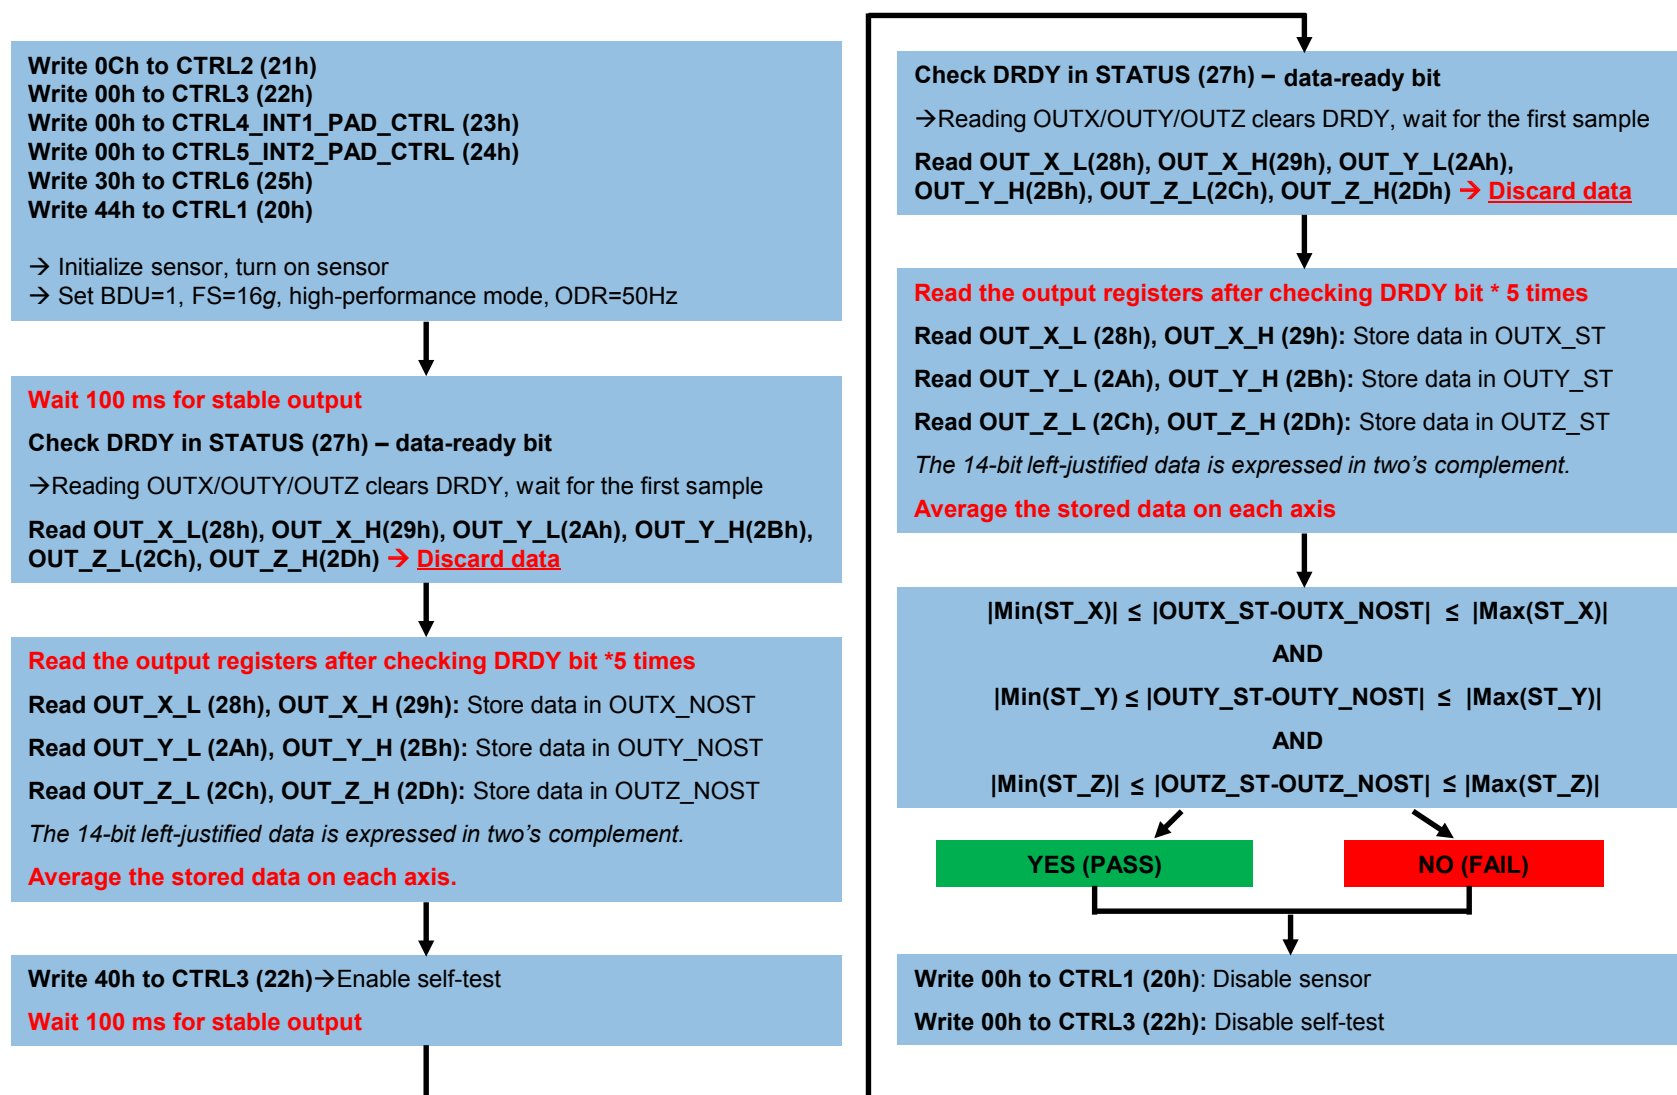 Write 0Ch to CTRL2 (21h)
Write 00h to CTRL3 (22h)
Write 00h to CTRL4_INT1_PAD_CTRL (23h)
Write 00h to CTRL5_INT2_PAD_CTRL (24h)
Write 30h to CTRL6 (25h)
Write 44h to CTRL1 (20h)
→ Initialize sensor, turn on sensor
→ Set BDU=1, FS=16g, high-performance mode, ODR=50Hz
Wait 100 ms for stable output
Check DRDY in STATUS (27h) – data-ready bit
→Reading OUTX/OUTY/OUTZ clears DRDY, wait for the first sample
Read OUT_X_L(28h), OUT_X_H(29h), OUT_Y_L(2Ah), OUT_Y_H(2Bh),
OUT_Z_L(2Ch), OUT_Z_H(2Dh) → Discard data
Read the output registers after checking DRDY bit *5 times
Read OUT_X_L (28h), OUT_X_H (29h): Store data in OUTX_NOST
Read OUT_Y_L (2Ah), OUT_Y_H (2Bh): Store data in OUTY_NOST
Read OUT_Z_L (2Ch), OUT_Z_H (2Dh): Store data in OUTZ_NOST
The 14-bit left-justified data is expressed in two's complement.
Average the stored data on each axis.
Write 40h to CTRL3 (22h)→Enable self-test
Wait 100 ms for stable output
Check DRDY in STATUS (27h) – data-ready bit
→Reading OUTX/OUTY/OUTZ clears DRDY, wait for the first sample
Read OUT_X_L(28h), OUT_X_H(29h), OUT_Y_L(2Ah),
OUT_Y_H(2Bh), OUT_Z_L(2Ch), OUT_Z_H(2Dh) → Discard data
Read the output registers after checking DRDY bit * 5 times
Read OUT_X_L (28h), OUT_X_H (29h): Store data in OUTX_ST
Read OUT_Y_L (2Ah), OUT_Y_H (2Bh): Store data in OUTY_ST
Read OUT_Z_L (2Ch), OUT_Z_H (2Dh): Store data in OUTZ_ST
The 14-bit left-justified data is expressed in two's complement.
Average the stored data on each axis
|Min(ST_X)| ≤ |OUTX_ST-OUTX_NOST| ≤ |Max(ST_X)|
AND
|Min(ST_Y) ≤ |OUTY_ST-OUTY_NOST| ≤ |Max(ST_Y)|
AND
|Min(ST_Z)| ≤ |OUTZ_ST-OUTZ_NOST| ≤ |Max(ST_Z)|
YES (PASS)
NO (FAIL)
Write 00h to CTRL1 (20h): Disable sensor
Write 00h to CTRL3 (22h): Disable self-test